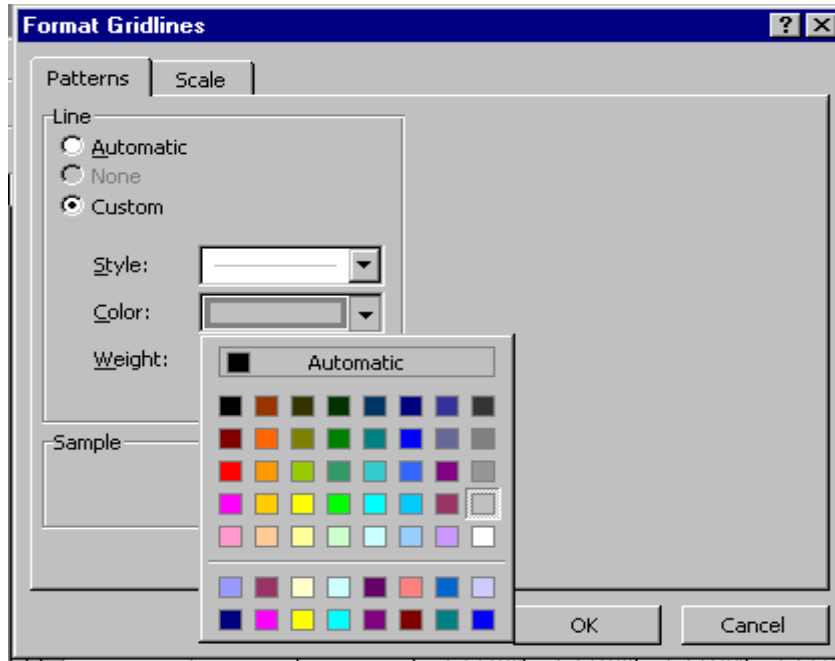 Format Gridlines
Patterns Scale
Line
Automatic
None
Custom
Style:
Color:
Weight:
Automatic
Sample
OK Cancel